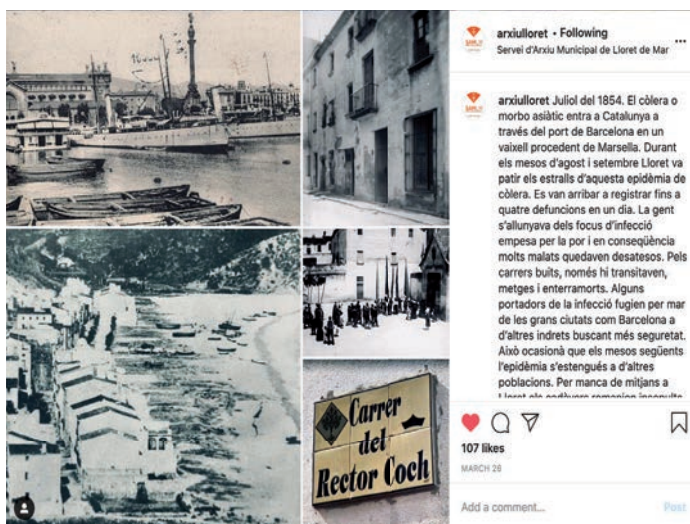 arxiulloret • Following
Servei d'Arxiu Municipal de Lloret de Mar
arxiulloret Juliol del 1854. El còlera o
morbo asiàtic entra a Catalunya a
través del port de Barcelona en un
vaixell procedent de Marsella. Durant
els mesos d'agost i setembre Lloret va
patir els estralls d'aquesta epidèmia de
còlera. Es van arribar a registrar fins a
quatre defuncions en un dia. La gent
s'allunyava dels focus d'infecció
empesa per la por i en conseqüència
molts malats quedaven desatesos. Pels
carrers buits, només hi transitaven,
metges i enterramorts. Alguns
portadors de la infecció fugien per mar
de les grans ciutats com Barcelona a
d'altres indrets buscant més seguretat.
Això ocasionà que els mesos següents
l'epidèmia s'estengués a d'altres
poblacions. Per manca de mitjans a
Lloret els cadàvers romanien
107 likes
MARCH 26
Add a comment...
Post
Carrer
del
Rector Coch